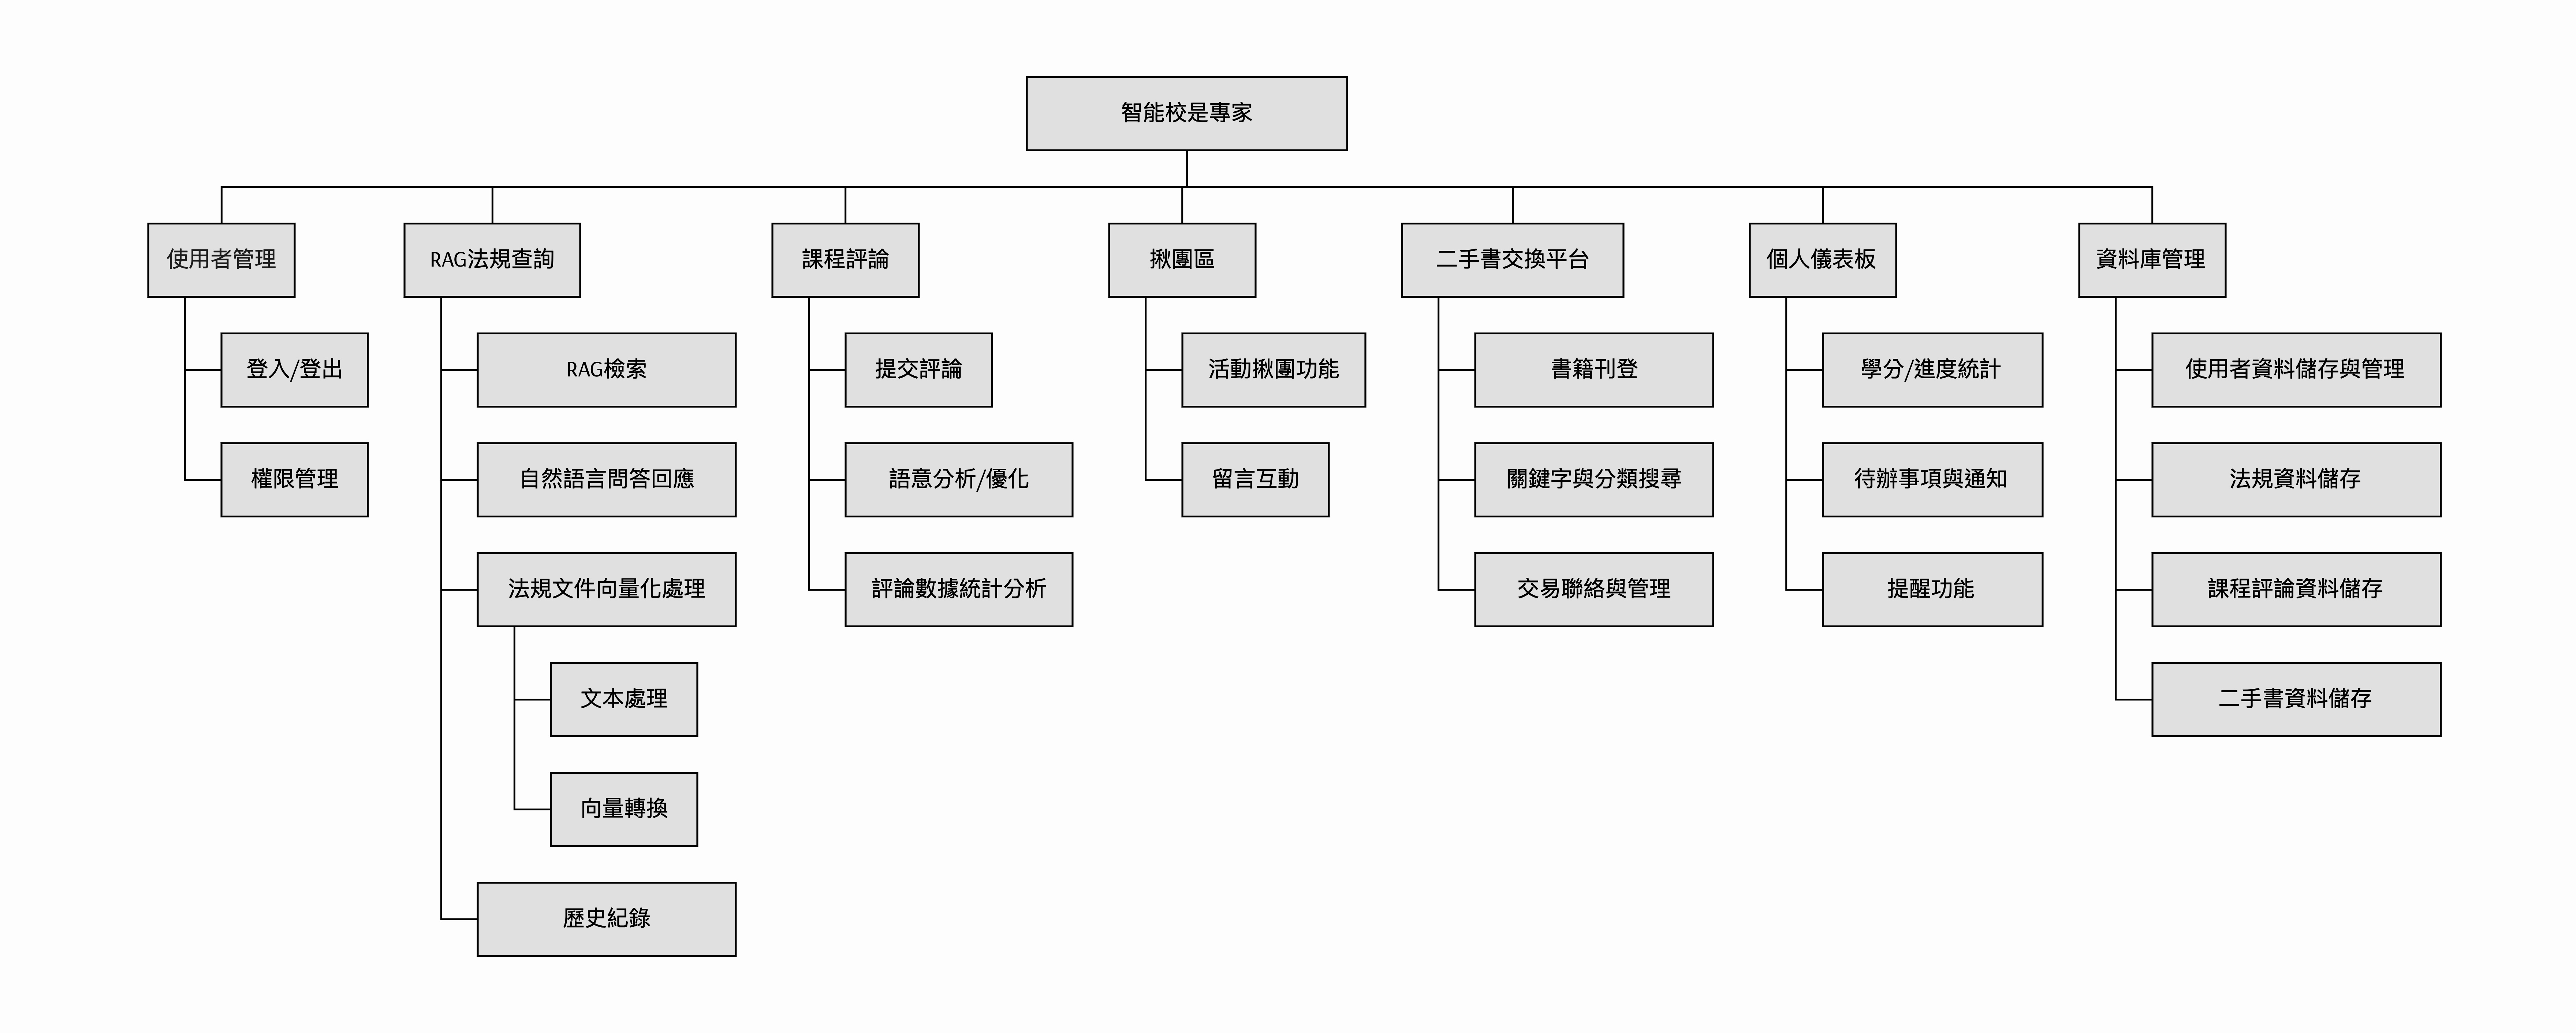 智能校是專家
使用者管理
登入/登出
權限管理
RAG法規查詢
RAG檢索
自然語言問答回應
法規文件向量化處理
文本處理
向量轉換
歷史紀錄
課程評論
提交評論
語意分析/優化
評論數據統計分析
揪團區
活動揪團功能
留言互動
二手書交換平台
書籍刊登
關鍵字與分類搜尋
交易聯絡與管理
個人儀表板
學分/進度統計
待辦事項與通知
提醒功能
資料庫管理
使用者資料儲存與管理
法規資料儲存
課程評論資料儲存
二手書資料儲存